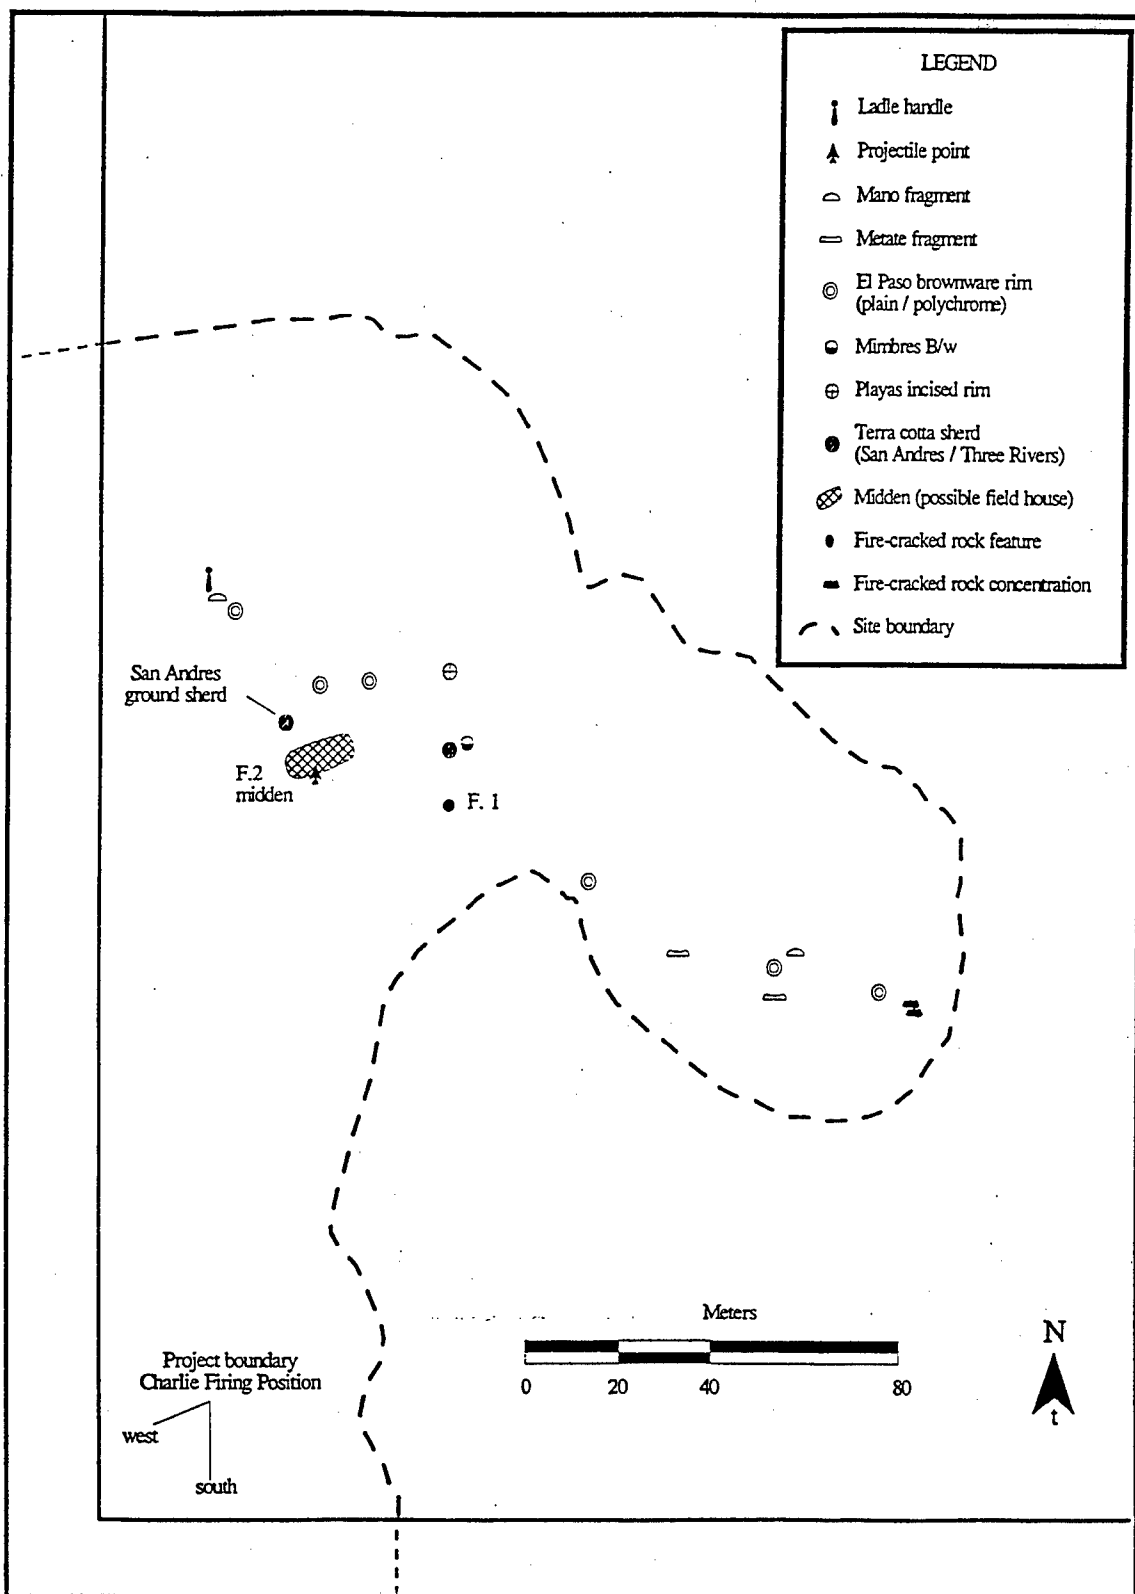 LEGEND
Ladle handle
Projectile point
Mano fragment
Metate fragment
El Paso brownware rim
(plain / polychrome)
Mimbres B/w
Playas incised rim
Terra cotta sherd
(San Andres / Three Rivers)
Midden (possible field house)
Fire-cracked rock feature
Fire-cracked rock concentration
Site boundary
San Andres
ground sherd
F.2
midden
F. 1
Meters
0 20 40 80
N
t
Project boundary
Charlie Firing Position
west
south